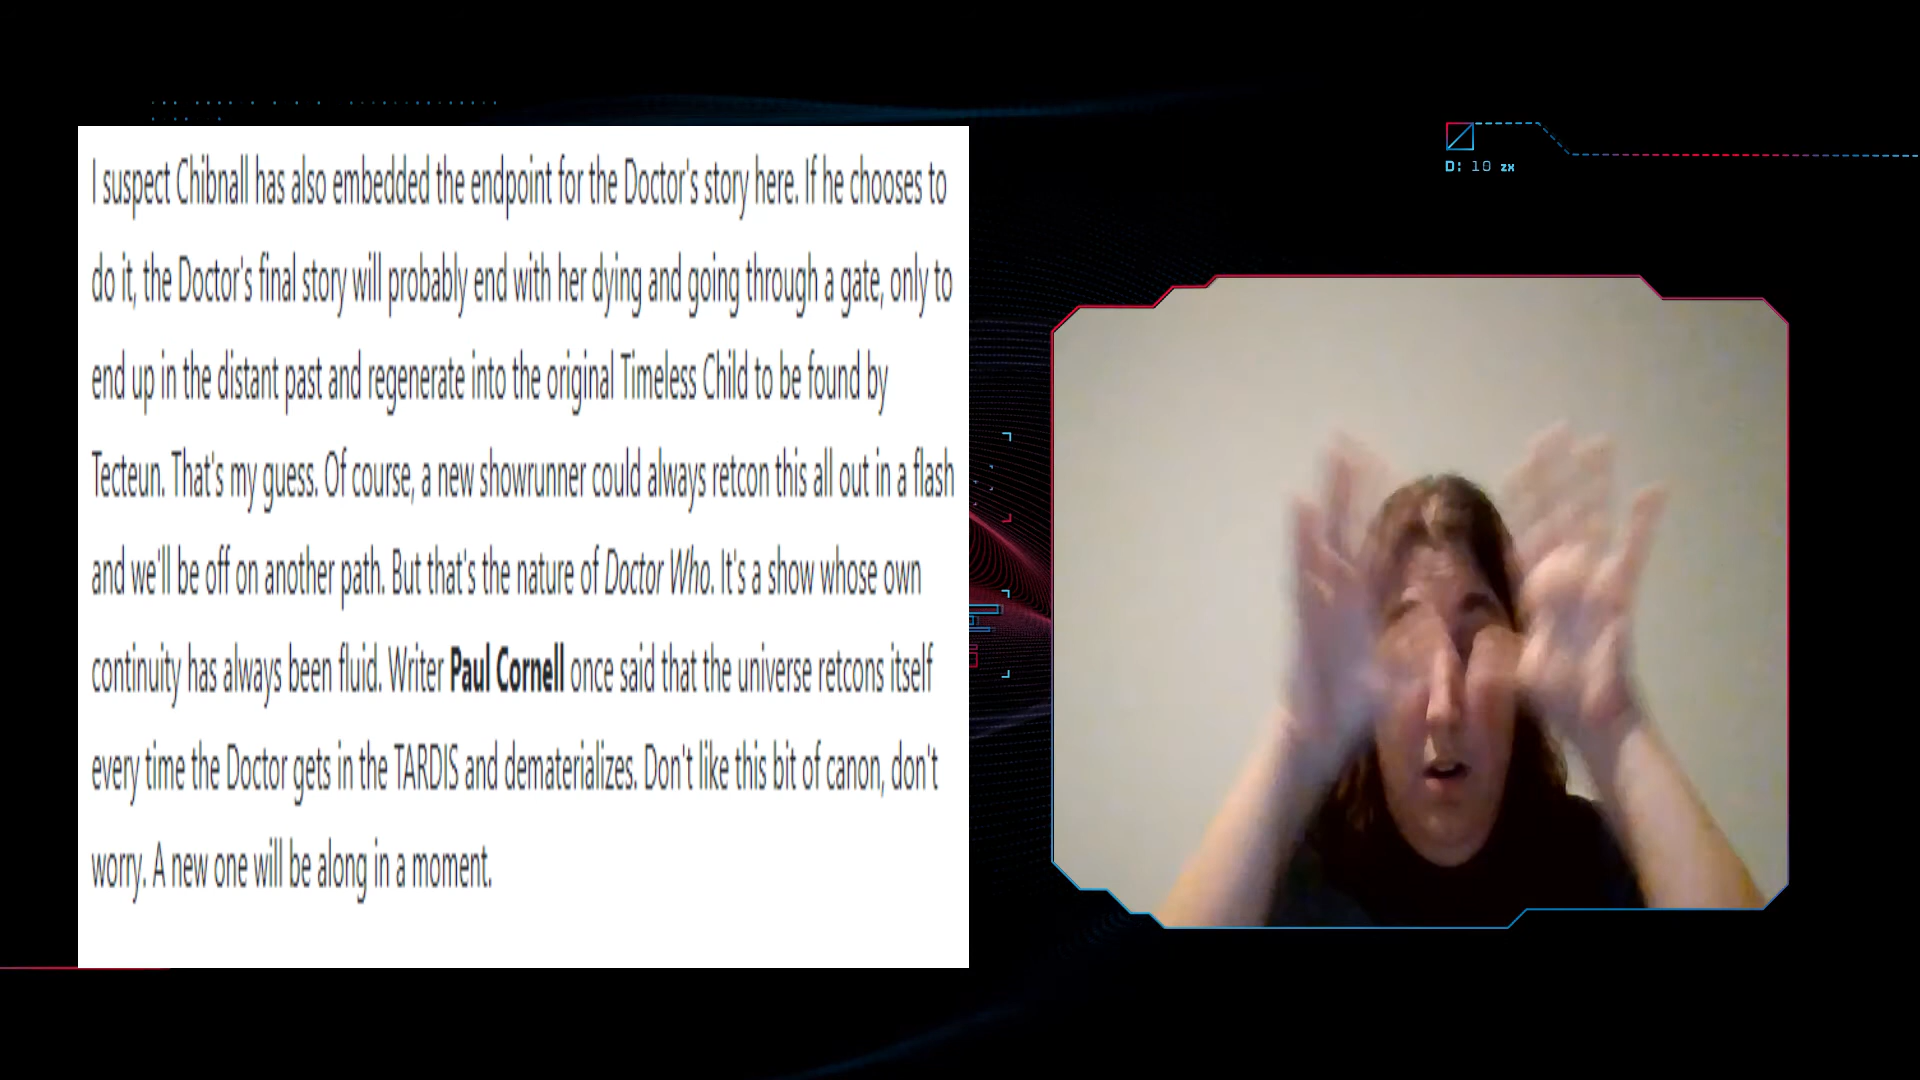 I suspect Chibnall has also embedded the endpoint for the Doctor's story here. If he chooses to
do it, the Doctor's final story will probably end with her dying and going through a gate, only to
end up in the distant past and regenerate into the original Timeless Child to be found by
Tecteun. That's my guess. Of course, a new showrunner could always retcon this all out in a flash
and we'll be off on another path. But that's the nature of Doctor Who. It's a show whose own
continuity has always been fluid. Writer Paul Cornell once said that the universe retcons itself
every time the Doctor gets in the TARDIS and dematerializes. Don't like this bit of canon, don't
worry. A new one will be along in a moment.
D: 10 zx